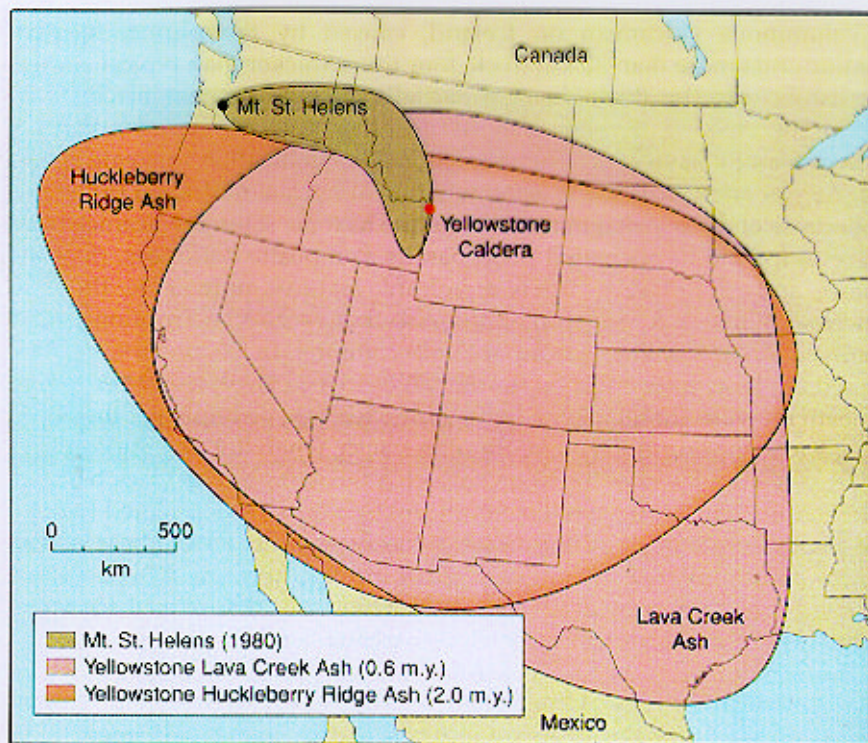 Canada
Mt. St. Helens
Huckleberry
Ridge Ash
Yellowstone
Caldera
0 500
km
Lava Creek
Ash
Mt. St. Helens (1980)
Yellowstone Lava Creek Ash (0.6 m.y.)
Yellowstone Huckleberry Ridge Ash (2.0 m.y.)
Mexico